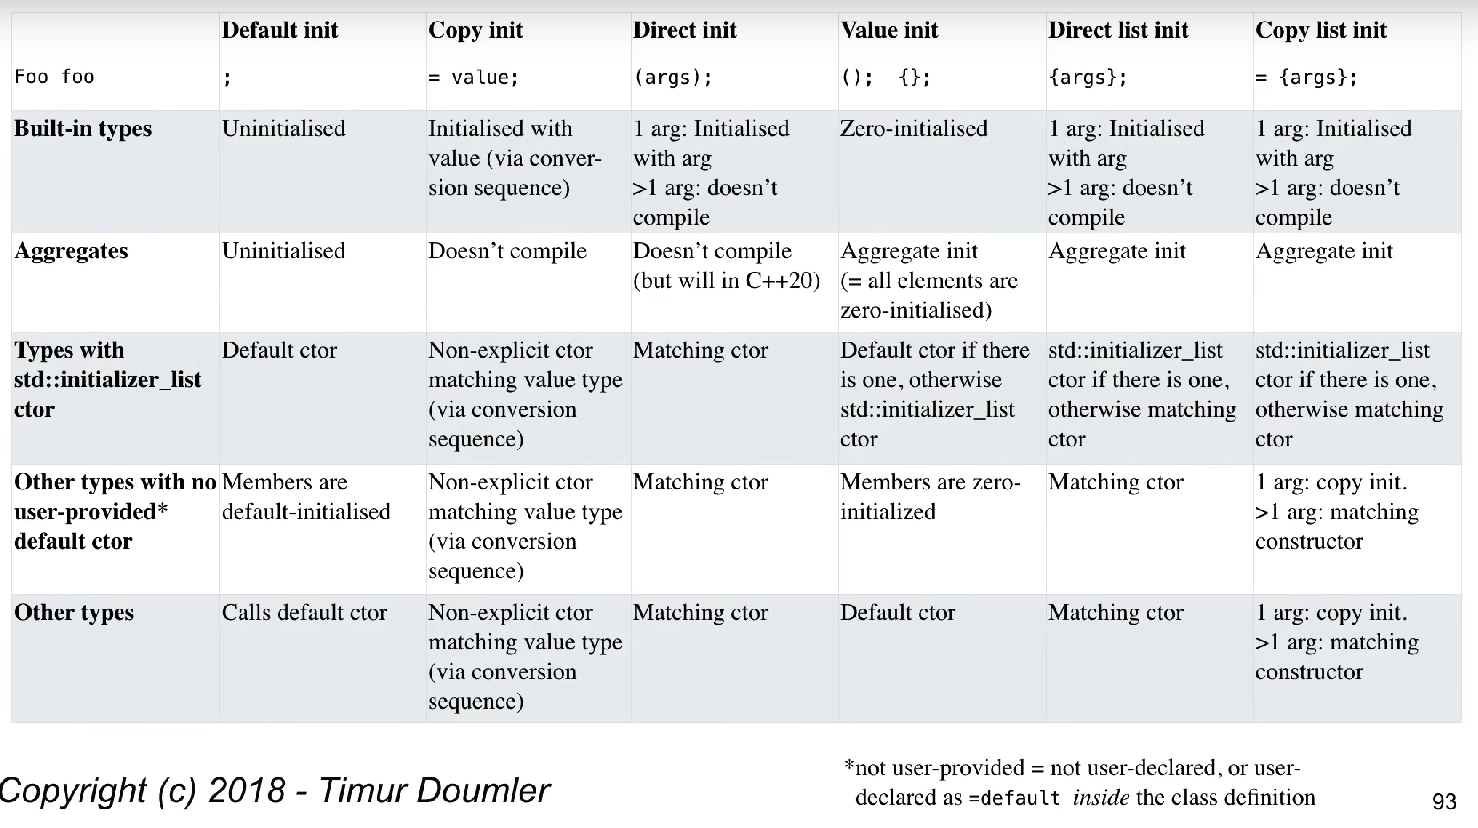 Default init
Copy init
Direct init
Value init
Direct list init
Copy list init
Foo foo
;
= value;
(args);
(); {};
{args};
= {args};
Built-in types
Uninitialised
Initialised with
value (via conver-
sion sequence)
1 arg: Initialised
with arg
>1 arg: doesn’t
compile
Zero-initialised
1 arg: Initialised
with arg
>1 arg: doesn’t
compile
1 arg: Initialised
with arg
>1 arg: doesn’t
compile
Aggregates
Uninitialised
Doesn’t compile
Doesn’t compile
(but will in C++20)
Aggregate init
(= all elements are
zero-initialised)
Aggregate init
Aggregate init
Types with
std::initializer_list
ctor
Default ctor
Non-explicit ctor
matching value type
(via conversion
sequence)
Matching ctor
Default ctor if there
is one, otherwise
std::initializer_list
ctor
std::initializer_list
ctor if there is one,
otherwise matching
ctor
std::initializer_list
ctor if there is one,
otherwise matching
ctor
Other types with no
user-provided*
default ctor
Members are
default-initialised
Non-explicit ctor
matching value type
(via conversion
sequence)
Matching ctor
Members are zero-
initialized
Matching ctor
1 arg: copy init.
>1 arg: matching
constructor
Other types
Calls default ctor
Non-explicit ctor
matching value type
(via conversion
sequence)
Matching ctor
Default ctor
Matching ctor
1 arg: copy init.
>1 arg: matching
constructor
*not user-provided = not user-declared, or user-
declared as =default inside the class definition
Copyright (c) 2018 - Timur Doumler
93